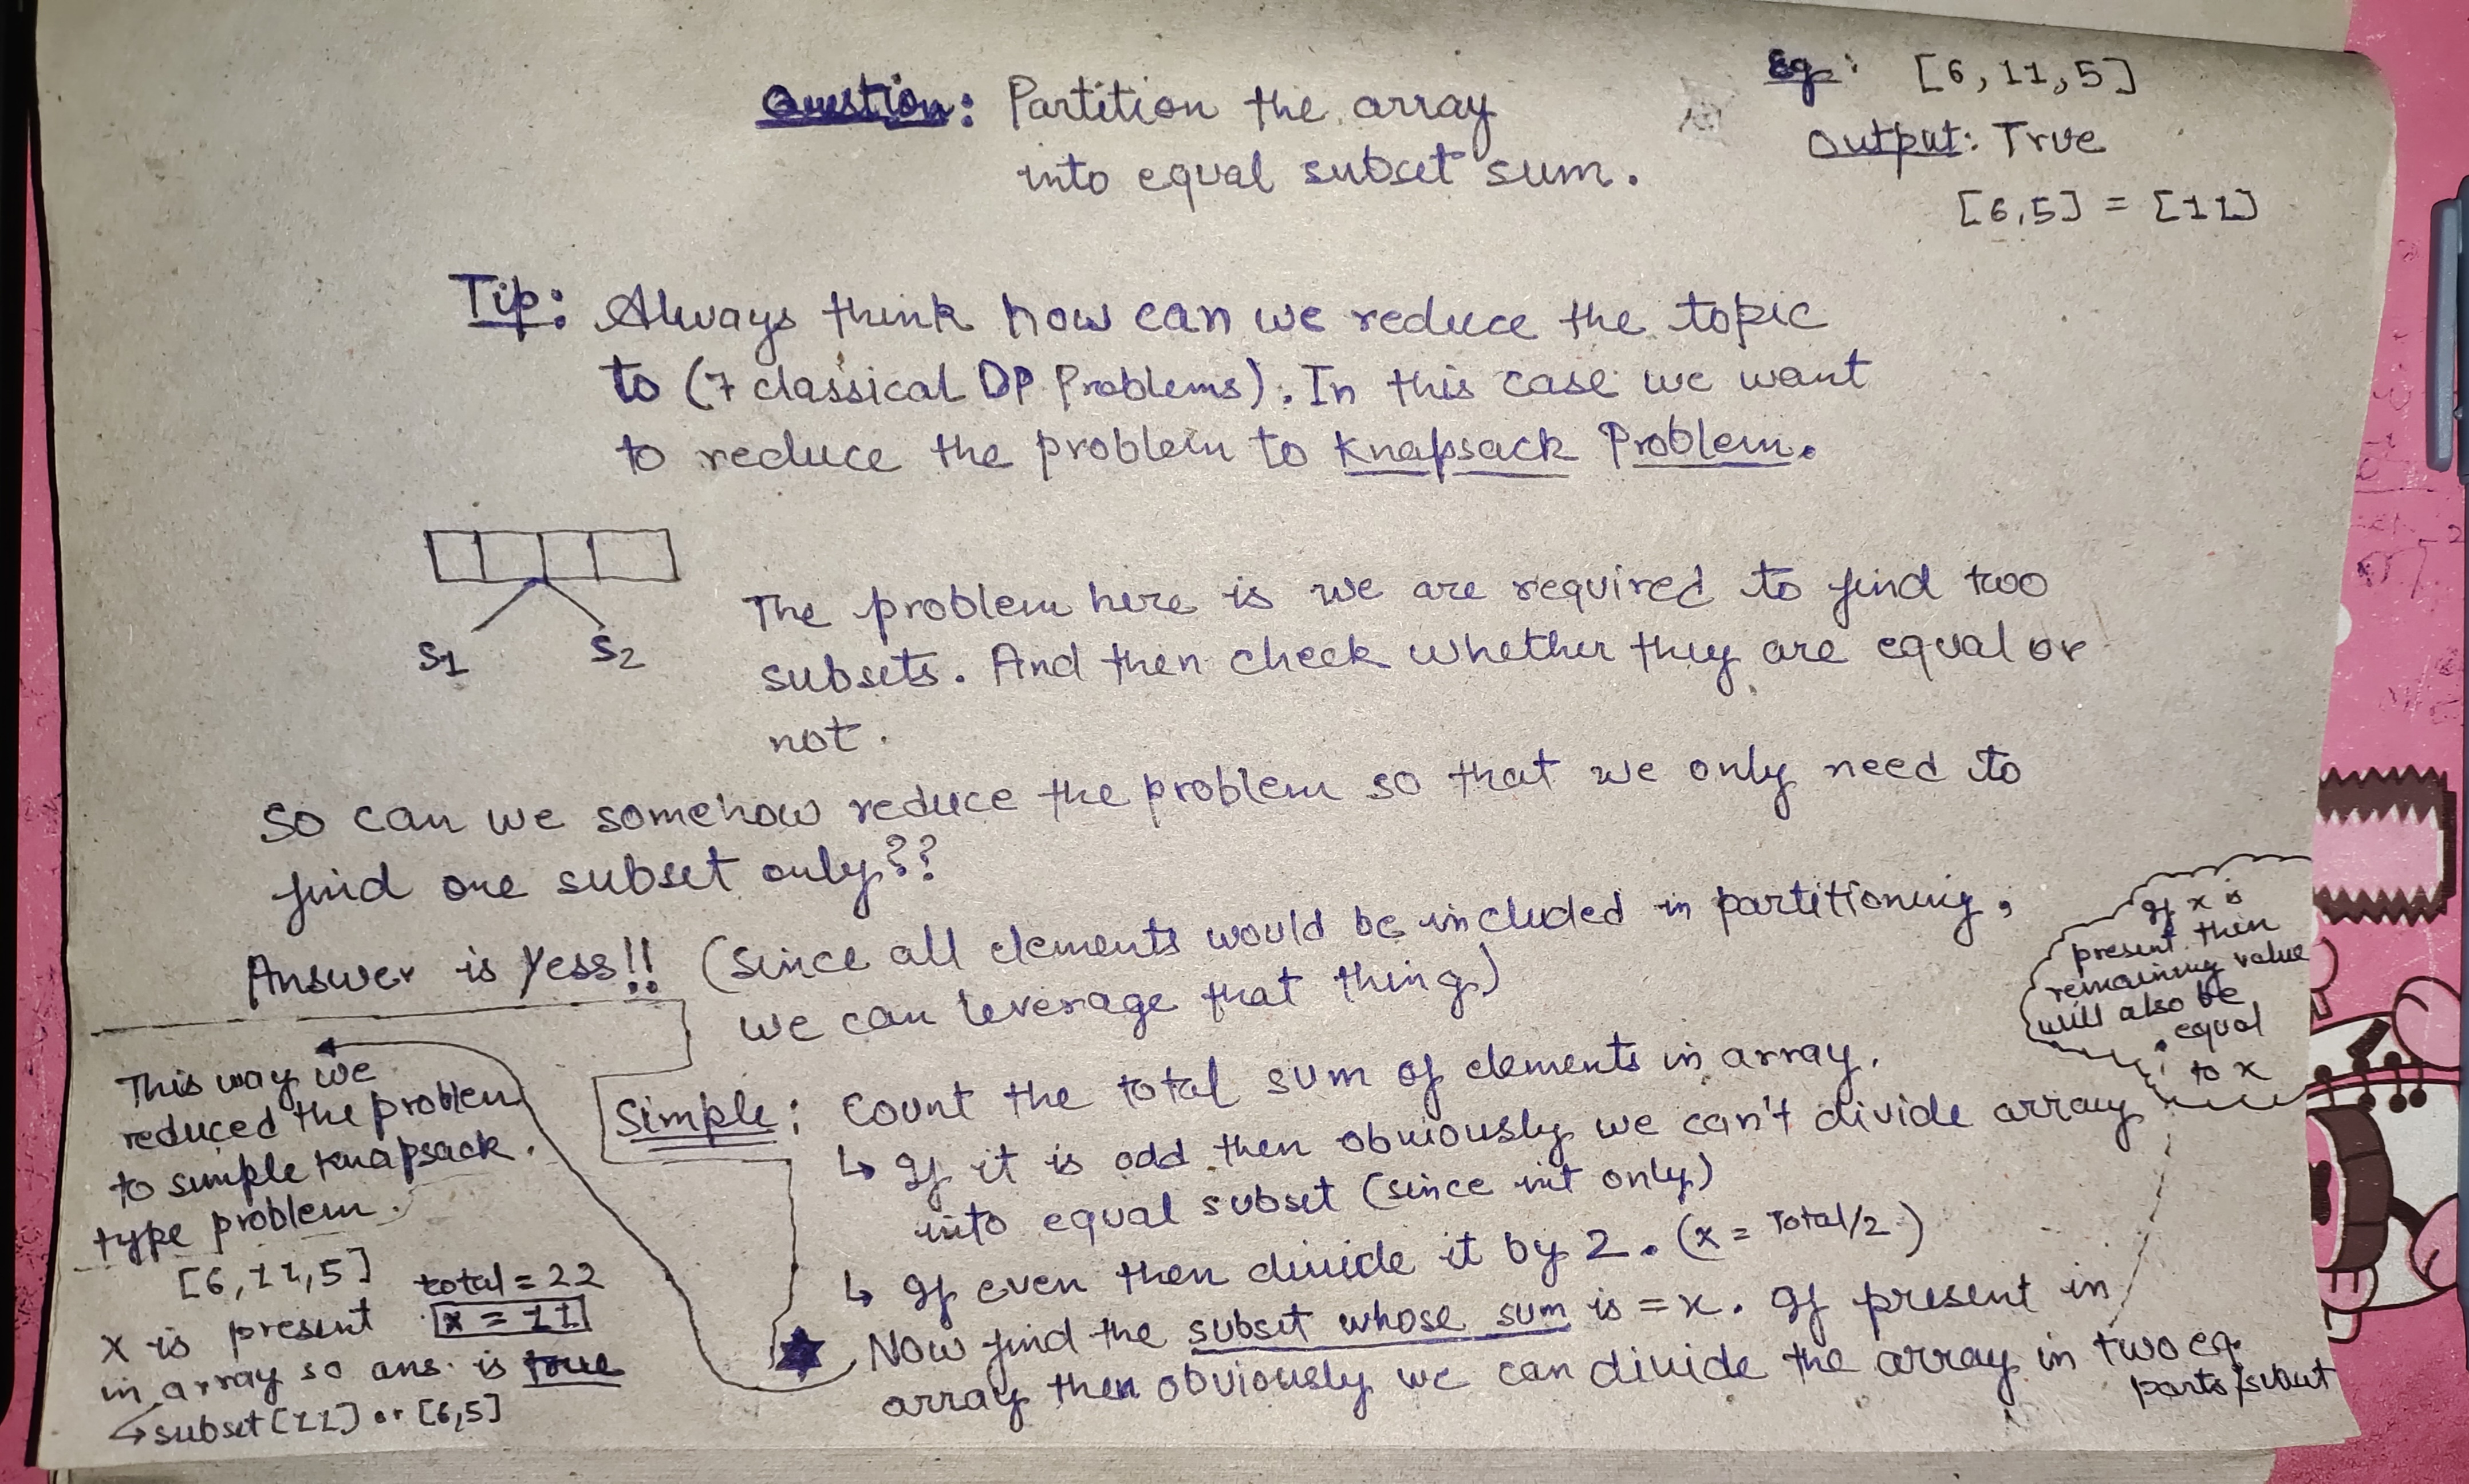 Question: Partition the array
into equal subset sum.
Eg: [6, 11, 5]
Output: True
[6,5] = [11]
Tip: Always think how can we reduce the topic
to (7 classical DP Problems). In this case we want
to reduce the problem to Knapsack Problem.
S1 S2
The problem here is we are required to find two
subsets. And then check whether they are equal or
not.
So can we somehow reduce the problem so that we only need to
find one subset only??
Answer is Yess!! (Since all elements would be included in partitioning,
we can leverage that thing)
If x is
present then
remaining value
will also be
equal
to x
Simple: Count the total sum of elements in array.
↳ If it is odd then obviously we can't divide array
into equal subset (since int only)
↳ If even then divide it by 2. (x = Total/2)
Now find the subset whose sum is = x. If present in
array then obviously we can divide the array in two eq.
parts/subset
This way we
reduced the problem
to simple knapsack
type problem.
[6, 11, 5] total = 22
x is present x = 11
in array so ans. is true
↳ subset [11] or [6,5]